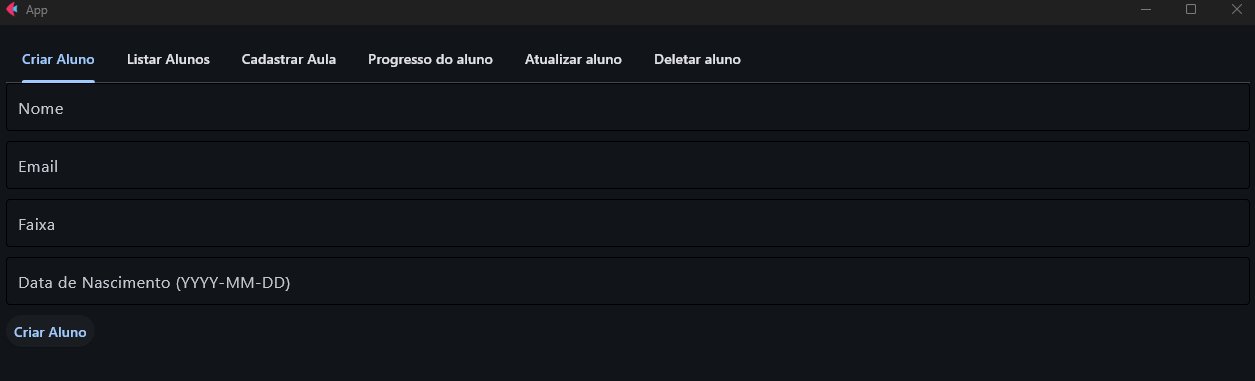 App
Criar Aluno Listar Alunos Cadastrar Aula Progresso do aluno Atualizar aluno Deletar aluno
Nome
Email
Faixa
Data de Nascimento (YYYY-MM-DD)
Criar Aluno